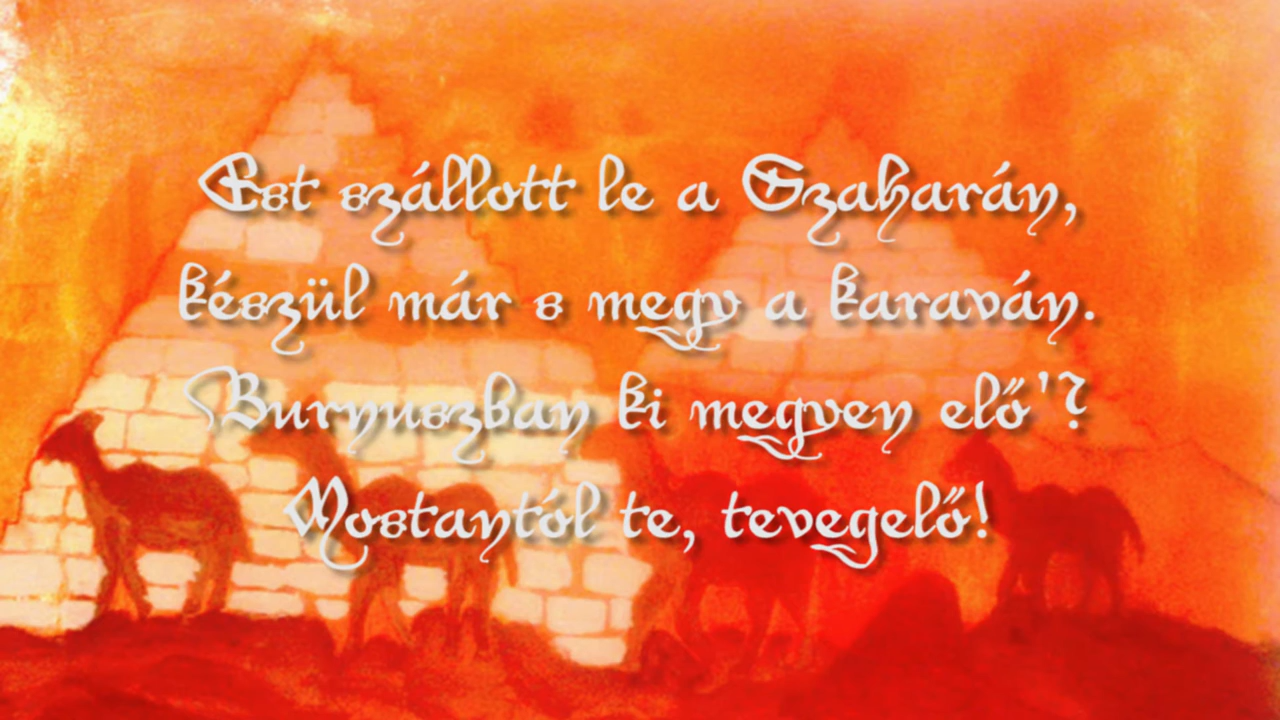 Est szállott le a Szaharán,
készül már s megy a karaván.
Burnuszban ki megyen elő'?
Mostantól te, tevegelő!